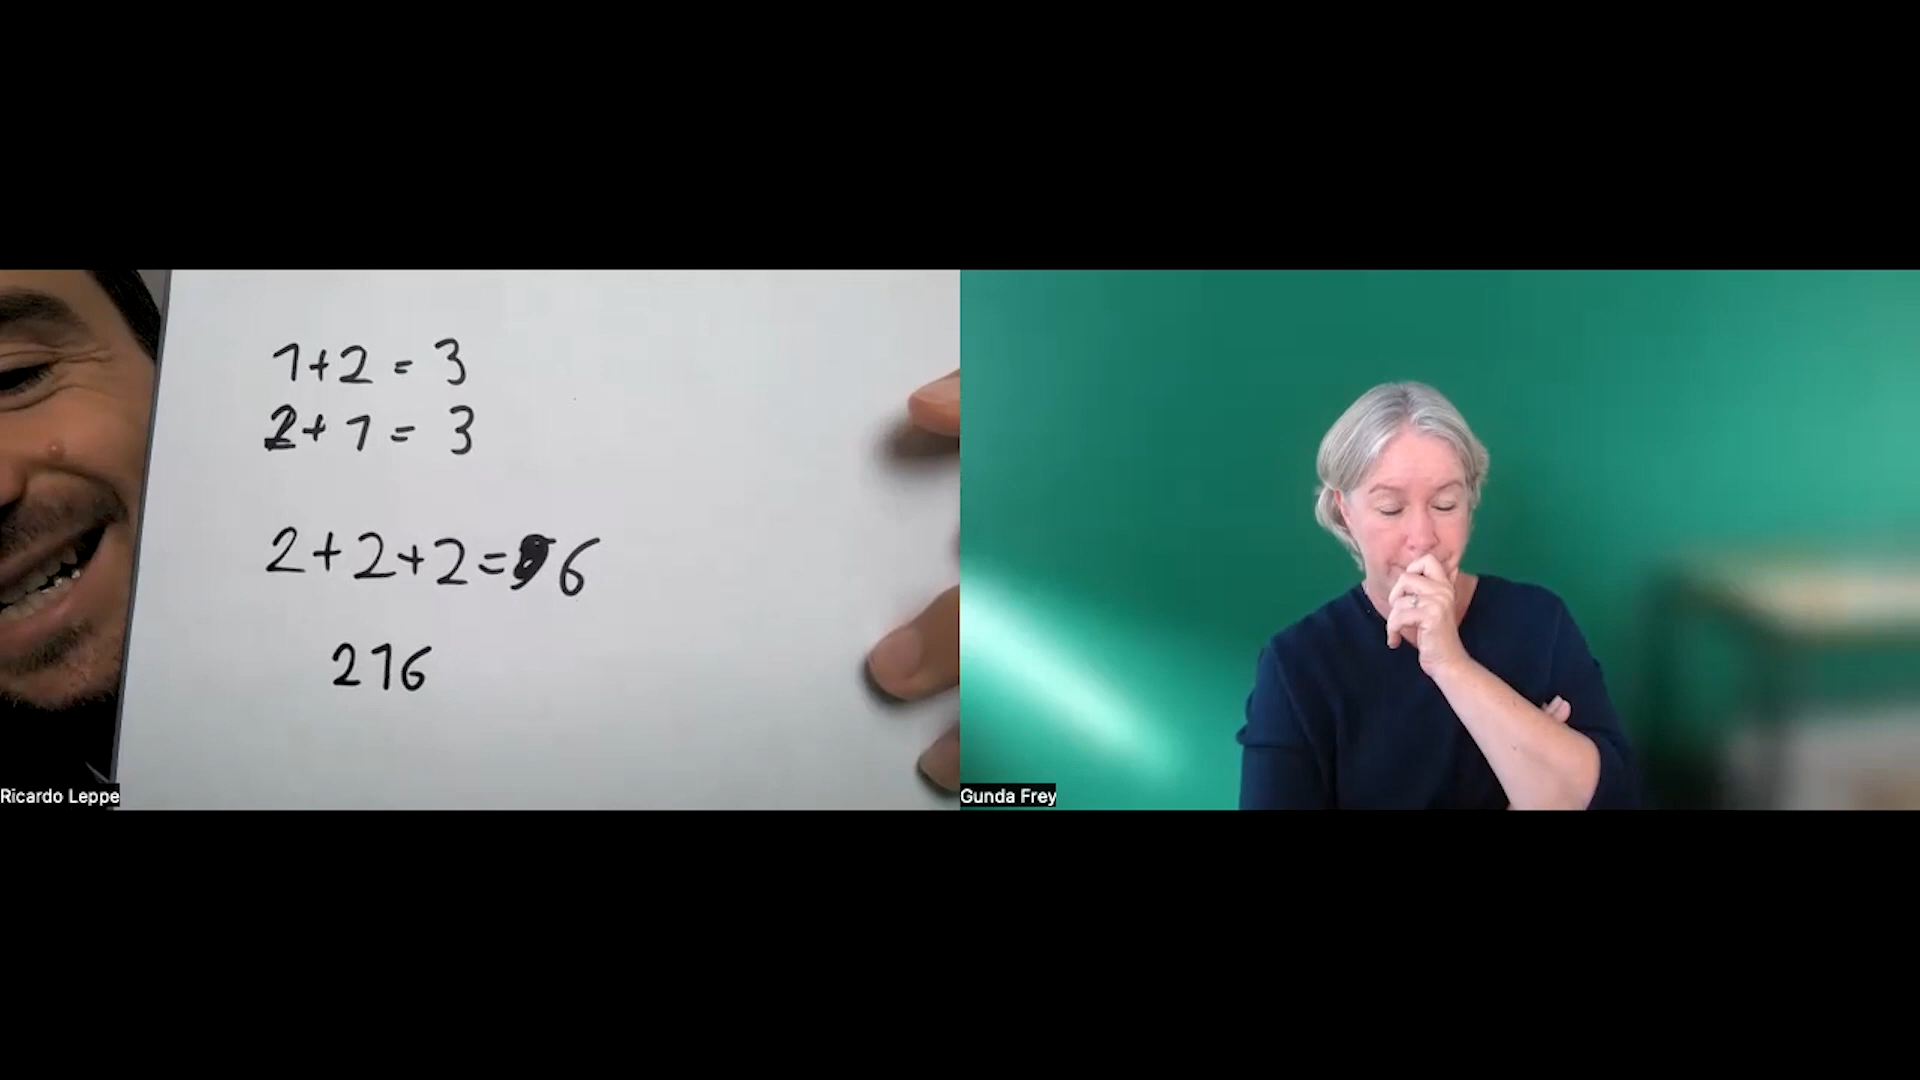 1+2 = 3
2+1 = 3
2+2+2= 6
216
Ricardo Leppe
Gunda Frey